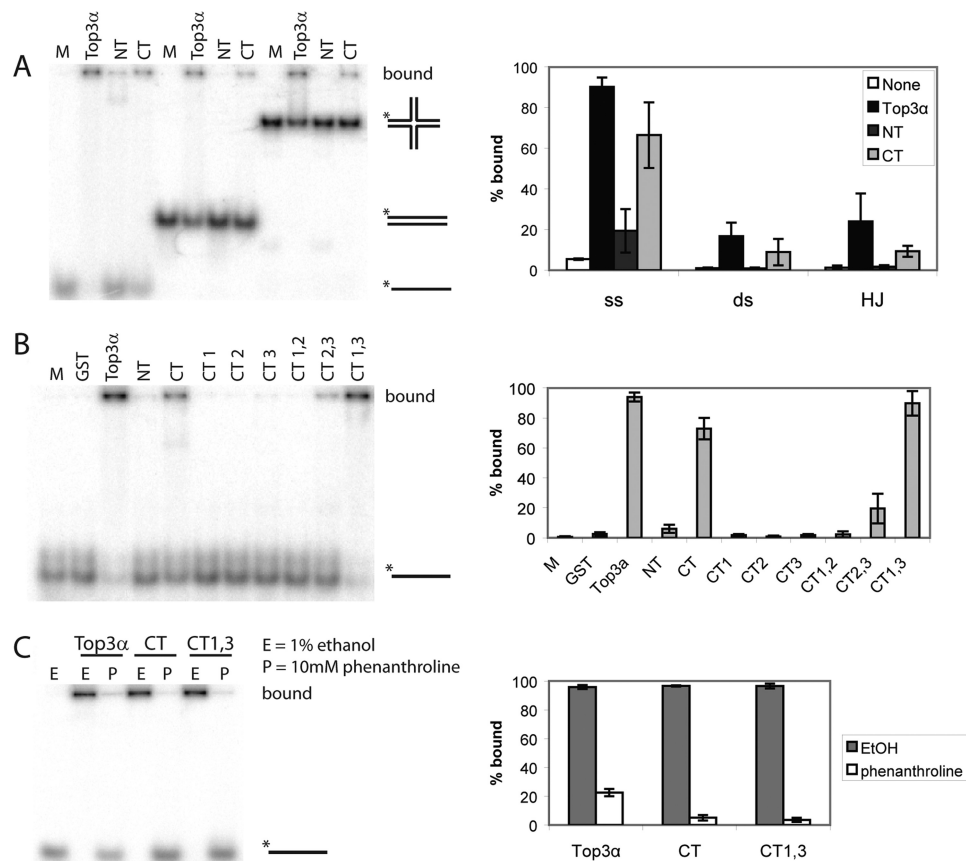 A
M Top3α NT CT M Top3α NT CT M Top3α NT CT
bound
*
*
*
100
80
60
40
20
0
% bound
None
Top3α
NT
CT
ss ds HJ
B
M GST Top3α NT CT CT 1 CT 2 CT 3 CT 1,2 CT 2,3 CT 1,3
bound
*
100
80
60
40
20
0
% bound
M GST Top3a NT CT CT1 CT2 CT3 CT1,2 CT2,3 CT1,3
C
Top3α CT CT1,3
E E P E P E P
E = 1% ethanol
P = 10mM phenanthroline
bound
*
100
80
60
40
20
0
% bound
EtOH
phenanthroline
Top3α CT CT1,3